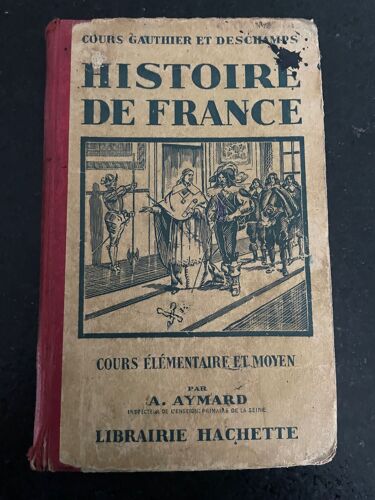 COURS GAUTHIER ET DESCHAMPS
HISTOIRE
DE FRANCE
COURS ÉLÉMENTAIRE ET MOYEN
PAR
A. AYMARD
INSPECTEUR DE L'ENSEIGNT PRIMAIRE DE LA SEINE
LIBRAIRIE HACHETTE